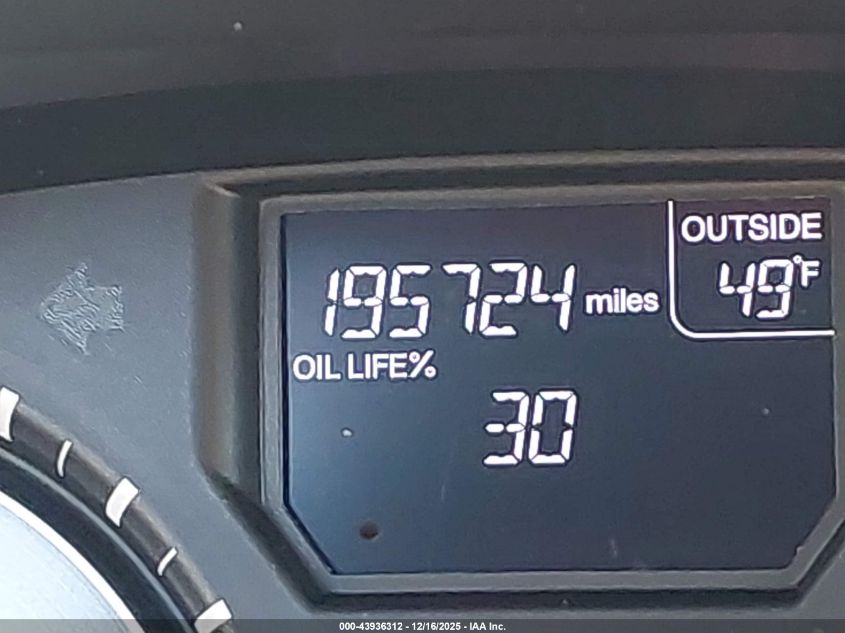 OUTSIDE
195724 miles 49°F
OIL LIFE%
30
000-43936312 - 12/16/2025 - IAA Inc.